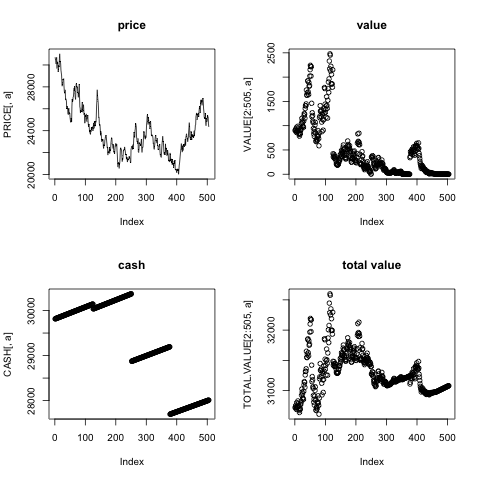 price
PRICE[, a]
20000 24000 28000
0 100 200 300 400 500
Index
value
VALUE[2:505, a]
0 500 1500 2500
0 100 200 300 400 500
Index
cash
CASH[, a]
28000 29000 30000
0 100 200 300 400 500
Index
total value
TOTAL.VALUE[2:505, a]
31000 32000
0 100 200 300 400 500
Index